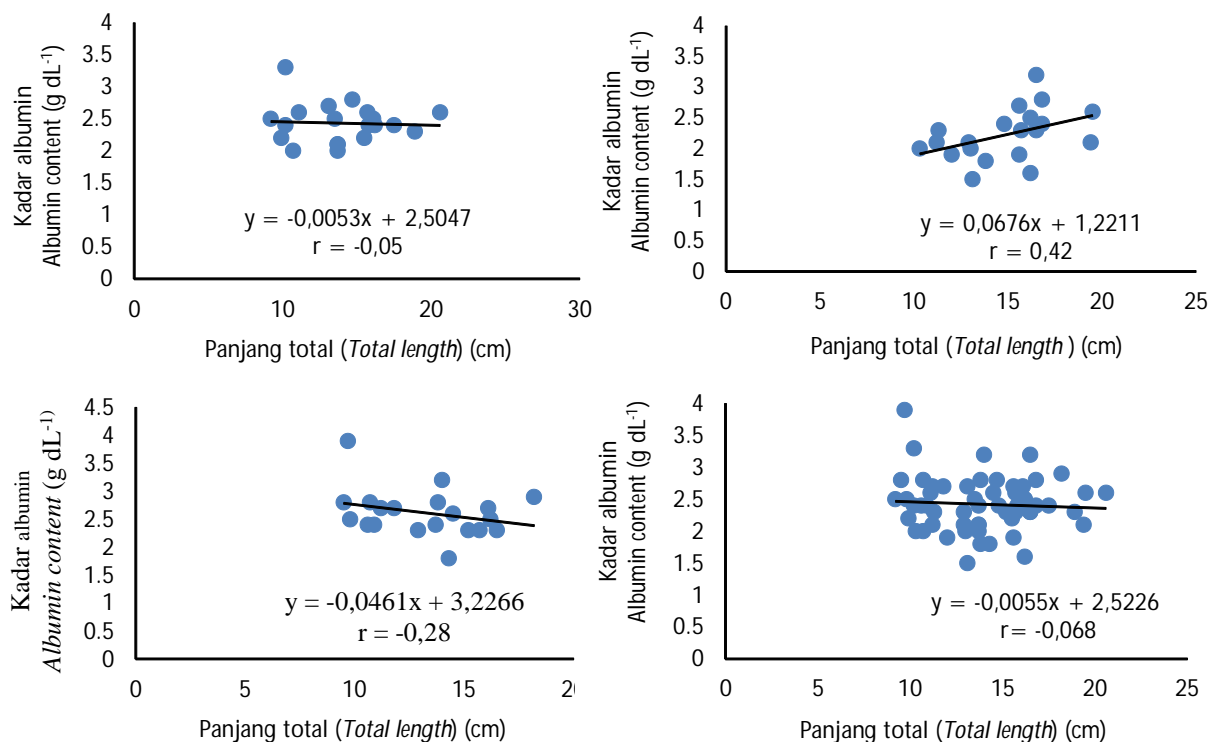 4
3.5
3
2.5
2
1.5
1
0.5
0
Kadar albumin
Albumin content (g dL-1)
y = -0,0053x + 2,5047
r = -0,05
0 10 20 30
Panjang total (Total length) (cm)
4
3.5
3
2.5
2
1.5
1
0.5
0
Kadar albumin
Albumin content (g dL-1)
y = 0,0676x + 1,2211
r = 0,42
0 5 10 15 20 25
Panjang total (Total length ) (cm)
4.5
4
3.5
3
2.5
2
1.5
1
0.5
0
Kadar albumin
Albumin content (g dL-1)
y = -0,0461x + 3,2266
r = -0,28
0 5 10 15 20
Panjang total (Total length) (cm)
4
3.5
3
2.5
2
1.5
1
0.5
0
Kadar albumin
Albumin content (g dL-1)
y = -0,0055x + 2,5226
r= -0,068
0 5 10 15 20 25
Panjang total (Total length) (cm)